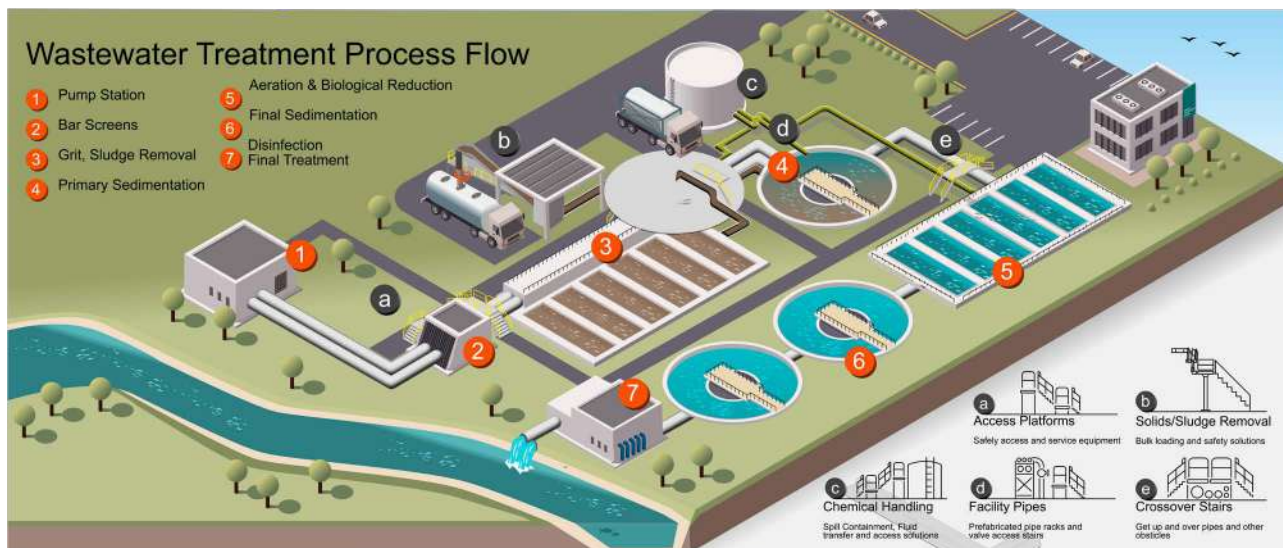 Wastewater Treatment Process Flow
1 Pump Station
2 Bar Screens
3 Grit, Sludge Removal
4 Primary Sedimentation
5 Aeration & Biological Reduction
6 Final Sedimentation
7 Disinfection
Final Treatment
1
2
3
4
5
6
7
a
b
c
d
e
a
Access Platforms
Safely access and service equipment
b
Solids/Sludge Removal
Bulk loading and safety solutions
c
Chemical Handling
Spill Containment, Fluid
transfer and access solutions
d
Facility Pipes
Prefabricated pipe racks and
valve access stairs
e
Crossover Stairs
Get up and over pipes and other
obsticles